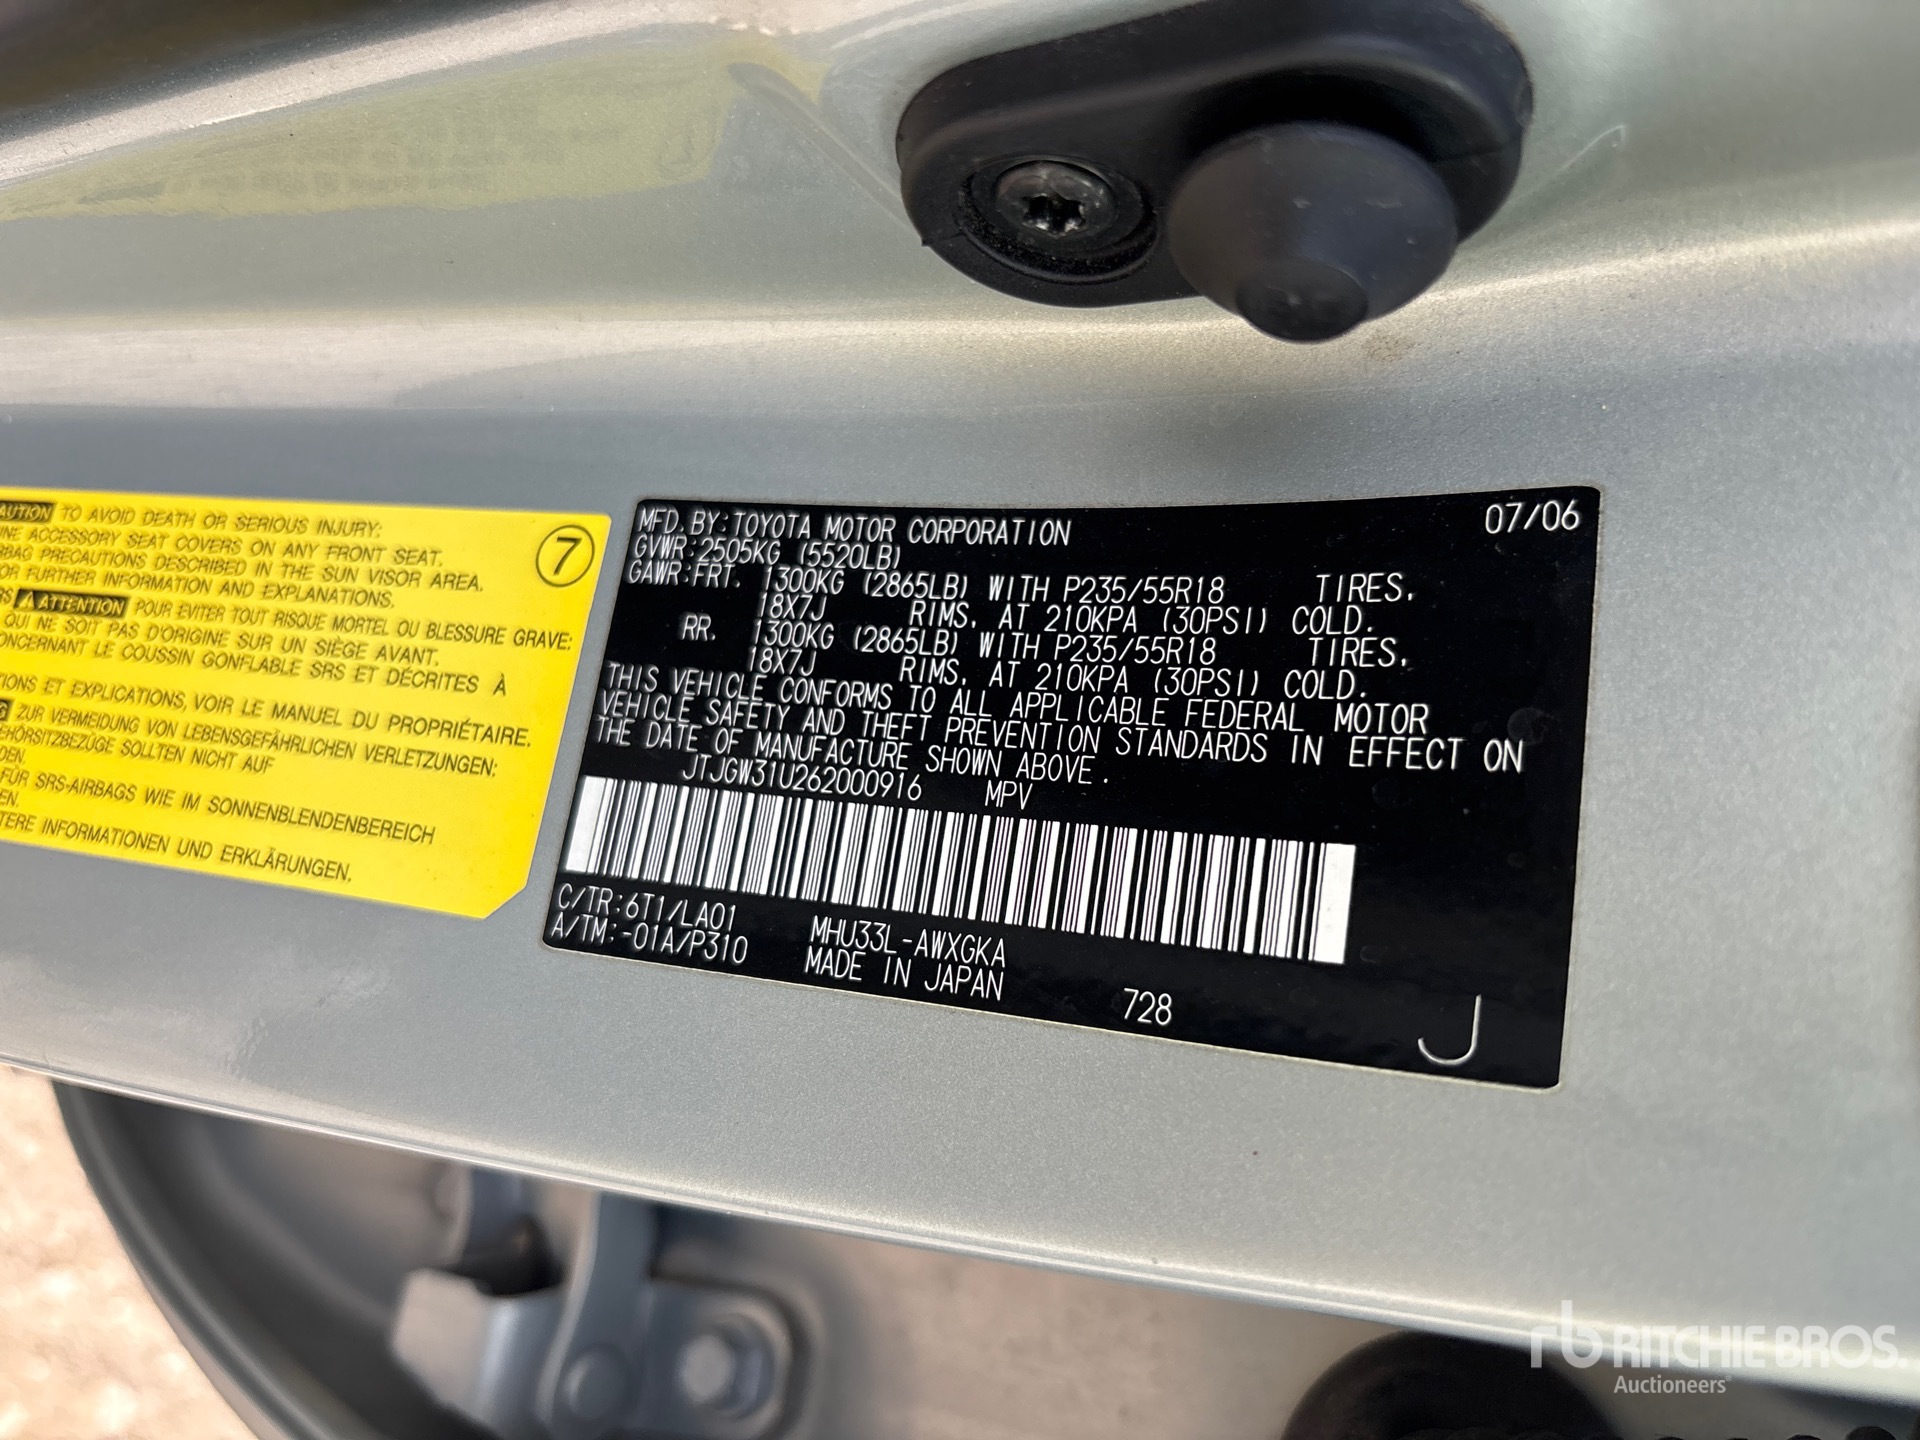 AUTION TO AVOID DEATH OR SERIOUS INJURY:
ACCESSORY SEAT COVERS ON ANY FRONT SEAT.
PRECAUTIONS DESCRIBED IN THE SUN VISOR AREA.
FURTHER INFORMATION AND EXPLANATIONS.
ATTENTION POUR ÉVITER TOUT RISQUE MORTEL OU BLESSURE GRAVE:
QUI NE SOIT PAS D'ORIGINE SUR UN SIÈGE AVANT.
LE COUSSIN GONFLABLE SRS ET DÉCRITES À
ET EXPLICATIONS, VOIR LE MANUEL DU PROPRIÉTAIRE.
ZUR VERMEIDUNG VON LEBENSGEFÄHRLICHEN VERLETZUNGEN:
SOLLTEN NICHT AUF
FÜR SRS-AIRBAGS WIE IM SONNENBLENDENBEREICH
INFORMATIONEN UND ERKLÄRUNGEN.
7
MFD. BY: TOYOTA MOTOR CORPORATION 07/06
GVWR: 2505KG (5520LB)
GAWR: FRT. 1300KG (2865LB) WITH P235/55R18 TIRES,
18X7J RIMS, AT 210KPA (30PSI) COLD.
RR. 1300KG (2865LB) WITH P235/55R18 TIRES,
18X7J RIMS, AT 210KPA (30PSI) COLD.
THIS VEHICLE CONFORMS TO ALL APPLICABLE FEDERAL MOTOR
VEHICLE SAFETY AND THEFT PREVENTION STANDARDS IN EFFECT ON
THE DATE OF MANUFACTURE SHOWN ABOVE.
JTJGW31U262000916 MPV
C/TR: 6T1/LA01 MHU33L-AWXGKA
A/TM: -01A/P310 MADE IN JAPAN
728
J
rb RITCHIE BROS.
Auctioneers